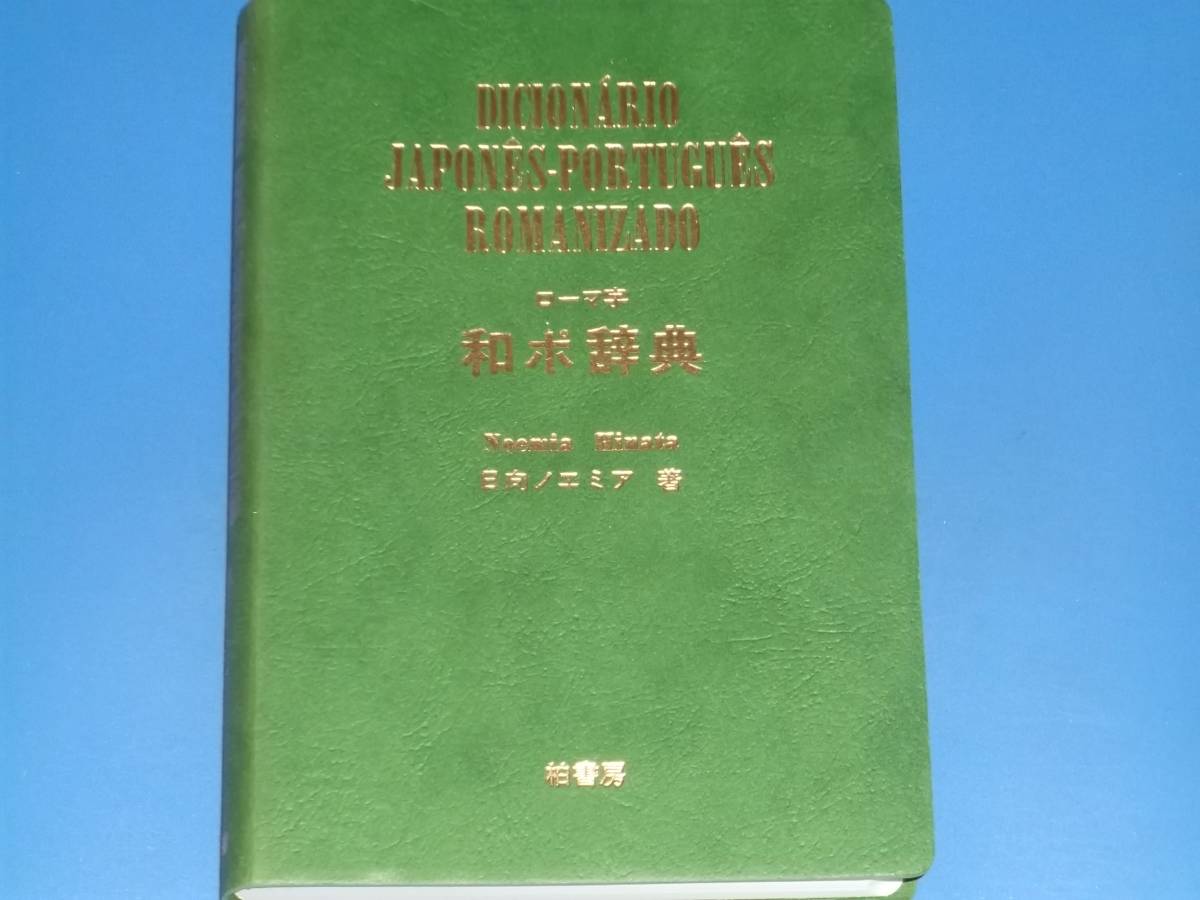 DICIONÁRIO
JAPONÊS-PORTUGUÊS
ROMANIZADO
ローマ字
和ポ辞典
Noemia Hinata
日向ノエミア 著
柏書房